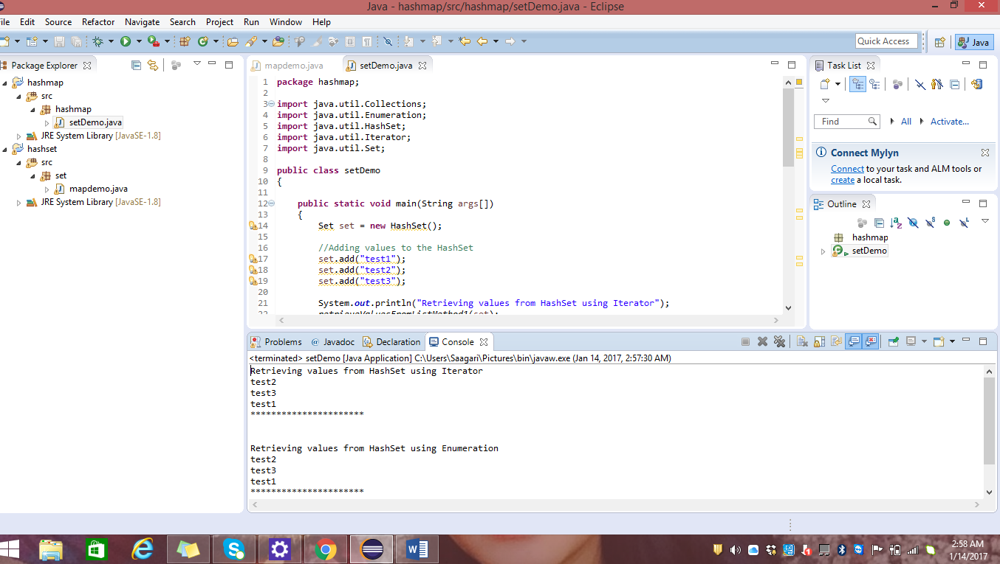 Java - hashmap/src/hashmap/setDemo.java - Eclipse
ile Edit Source Refactor Navigate Search Project Run Window Help
Quick Access
Java
Package Explorer
hashmap
src
hashmap
setDemo.java
JRE System Library [JavaSE-1.8]
hashset
src
set
mapdemo.java
JRE System Library [JavaSE-1.8]
mapdemo.java setDemo.java
1 package hashmap;
2
3 import java.util.Collections;
4 import java.util.Enumeration;
5 import java.util.HashSet;
6 import java.util.Iterator;
7 import java.util.Set;
8
9 public class setDemo
10 {
11
12 public static void main(String args[])
13 {
14 Set set = new HashSet();
15
16 //Adding values to the HashSet
17 set.add("test1");
18 set.add("test2");
19 set.add("test3");
20
21 System.out.println("Retrieving values from HashSet using Iterator");
22 retrieveValuesFromListMethod1(set);
Task List
Find All Activate...
Connect Mylyn
Connect to your task and ALM tools or
create a local task.
Outline
hashmap
setDemo
Problems @ Javadoc Declaration Console
<terminated> setDemo [Java Application] C:\Users\Saagari\Pictures\bin\javaw.exe (Jan 14, 2017, 2:57:30 AM)
Retrieving values from HashSet using Iterator
test2
test3
test1
**********************
Retrieving values from HashSet using Enumeration
test2
test3
test1
**********************
2:58 AM
1/14/2017